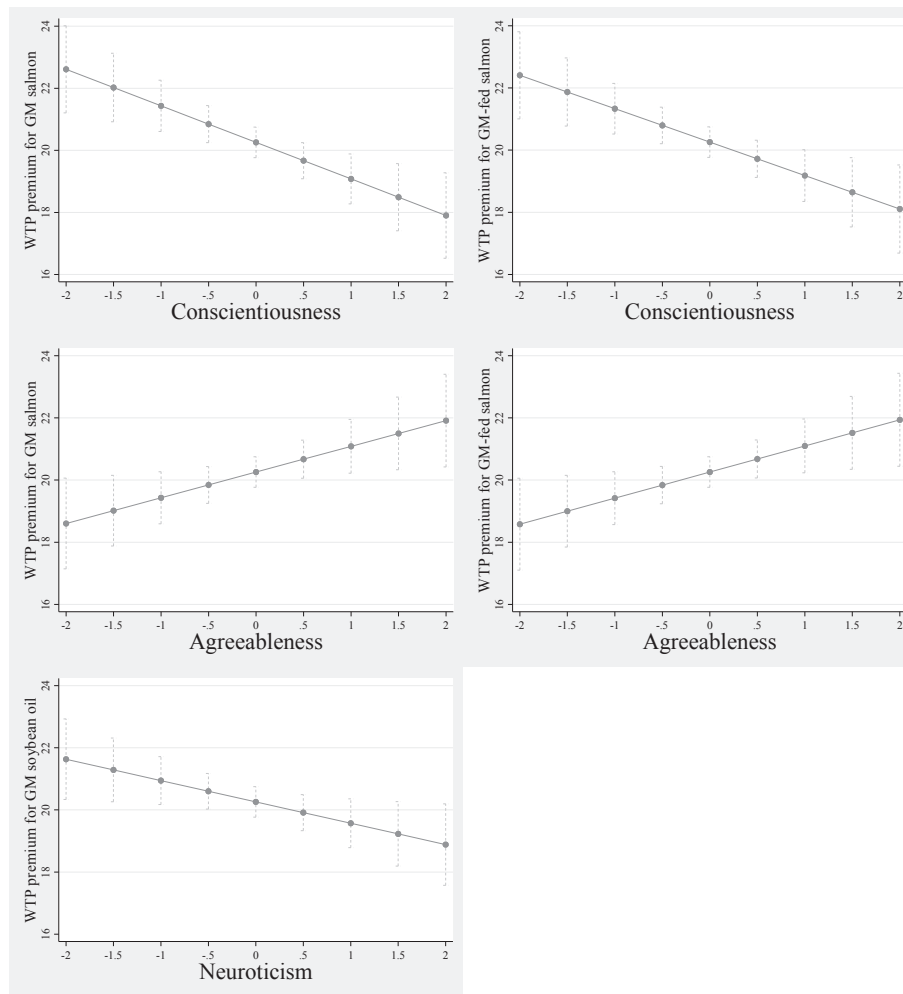 WTP premium for GM salmon
24
22
20
18
16
-2 -1.5 -1 -.5 0 .5 1 1.5 2
Conscientiousness
WTP premium for GM-fed salmon
24
22
20
18
16
-2 -1.5 -1 -.5 0 .5 1 1.5 2
Conscientiousness
WTP premium for GM salmon
24
22
20
18
16
-2 -1.5 -1 -.5 0 .5 1 1.5 2
Agreeableness
WTP premium for GM-fed salmon
24
22
20
18
16
-2 -1.5 -1 -.5 0 .5 1 1.5 2
Agreeableness
WTP premium for GM soybean oil
24
22
20
18
16
-2 -1.5 -1 -.5 0 .5 1 1.5 2
Neuroticism